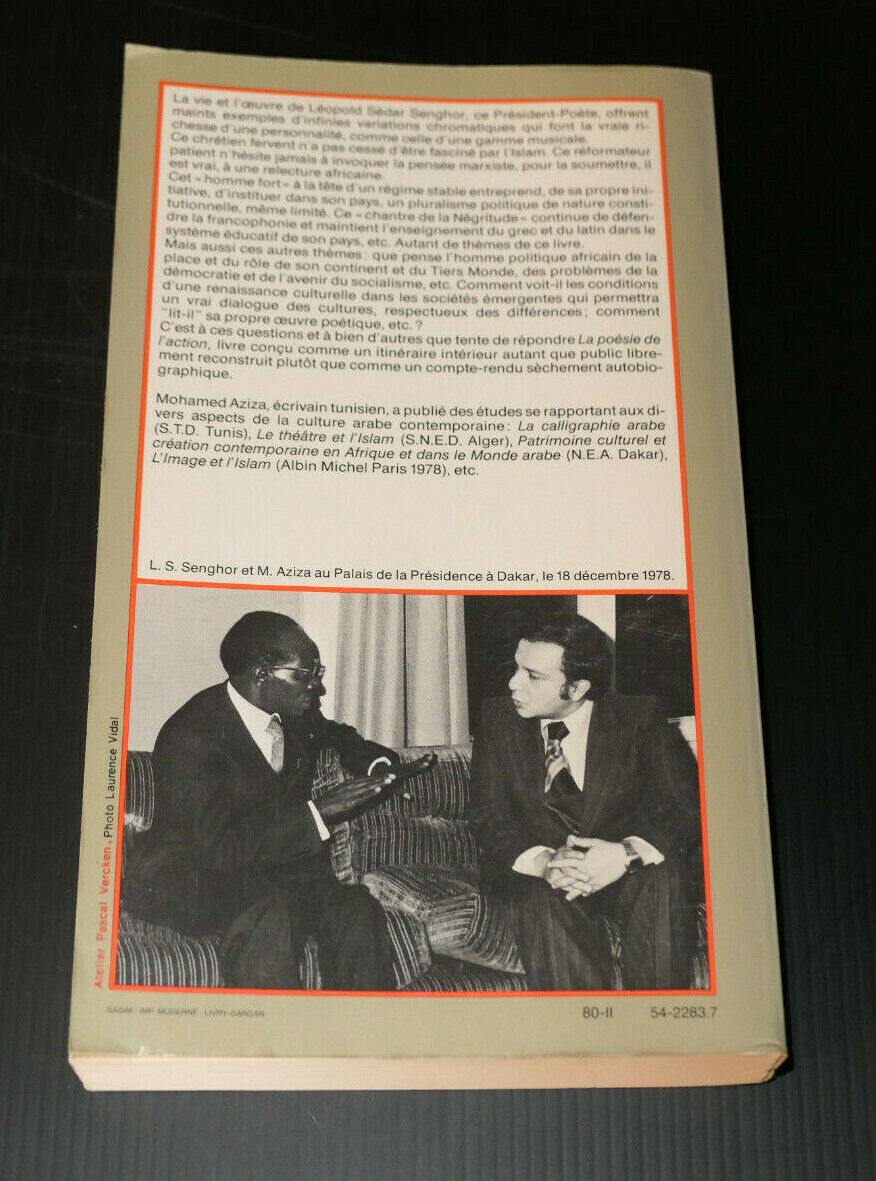 La vie et l'œuvre de Léopold Sédar Senghor, ce Président-Poète, offrent
maints exemples d'infinies variations chromatiques qui font la vraie ri-
chesse d'une personnalité, comme celle d'une gamme musicale.
Ce chrétien fervent n'a pas cessé d'être fasciné par l'Islam. Ce réformateur
patient n'hésite jamais à invoquer la pensée marxiste, pour la soumettre, il
est vrai, à une relecture africaine.
Cet « homme fort » à la tête d'un régime stable entreprend, de sa propre ini-
tiative, d'instituer dans son pays, un pluralisme politique de nature consti-
tutionnelle, même limité. Ce « chantre de la Négritude » continue de défen-
dre la francophonie et maintient l'enseignement du grec et du latin dans le
système éducatif de son pays, etc. Autant de thèmes de ce livre.
Mais aussi ces autres thèmes : que pense l'homme politique africain de la
place et du rôle de son continent et du Tiers Monde, des problèmes de la
démocratie et de l'avenir du socialisme, etc. Comment voit-il les conditions
d'une renaissance culturelle dans les sociétés émergentes qui permettra
un vrai dialogue des cultures, respectueux des différences ; comment
"lit-il" sa propre œuvre poétique, etc. ?
C'est à ces questions et à bien d'autres que tente de répondre La poésie de
l'action, livre conçu comme un itinéraire intérieur autant que public libre-
ment reconstruit plutôt que comme un compte-rendu sèchement autobio-
graphique.
Mohamed Aziza, écrivain tunisien, a publié des études se rapportant aux di-
vers aspects de la culture arabe contemporaine : La calligraphie arabe
(S.T.D. Tunis), Le théâtre et l'Islam (S.N.E.D. Alger), Patrimoine culturel et
création contemporaine en Afrique et dans le Monde arabe (N.E.A. Dakar),
L'Image et l'Islam (Albin Michel Paris 1978), etc.
L. S. Senghor et M. Aziza au Palais de la Présidence à Dakar, le 18 décembre 1978.
Atelier Pascal Vercken, Photo Laurence Vidal
SAGIM IMP MODERNE LIVRY-GARGAN
80-II 54-2283.7